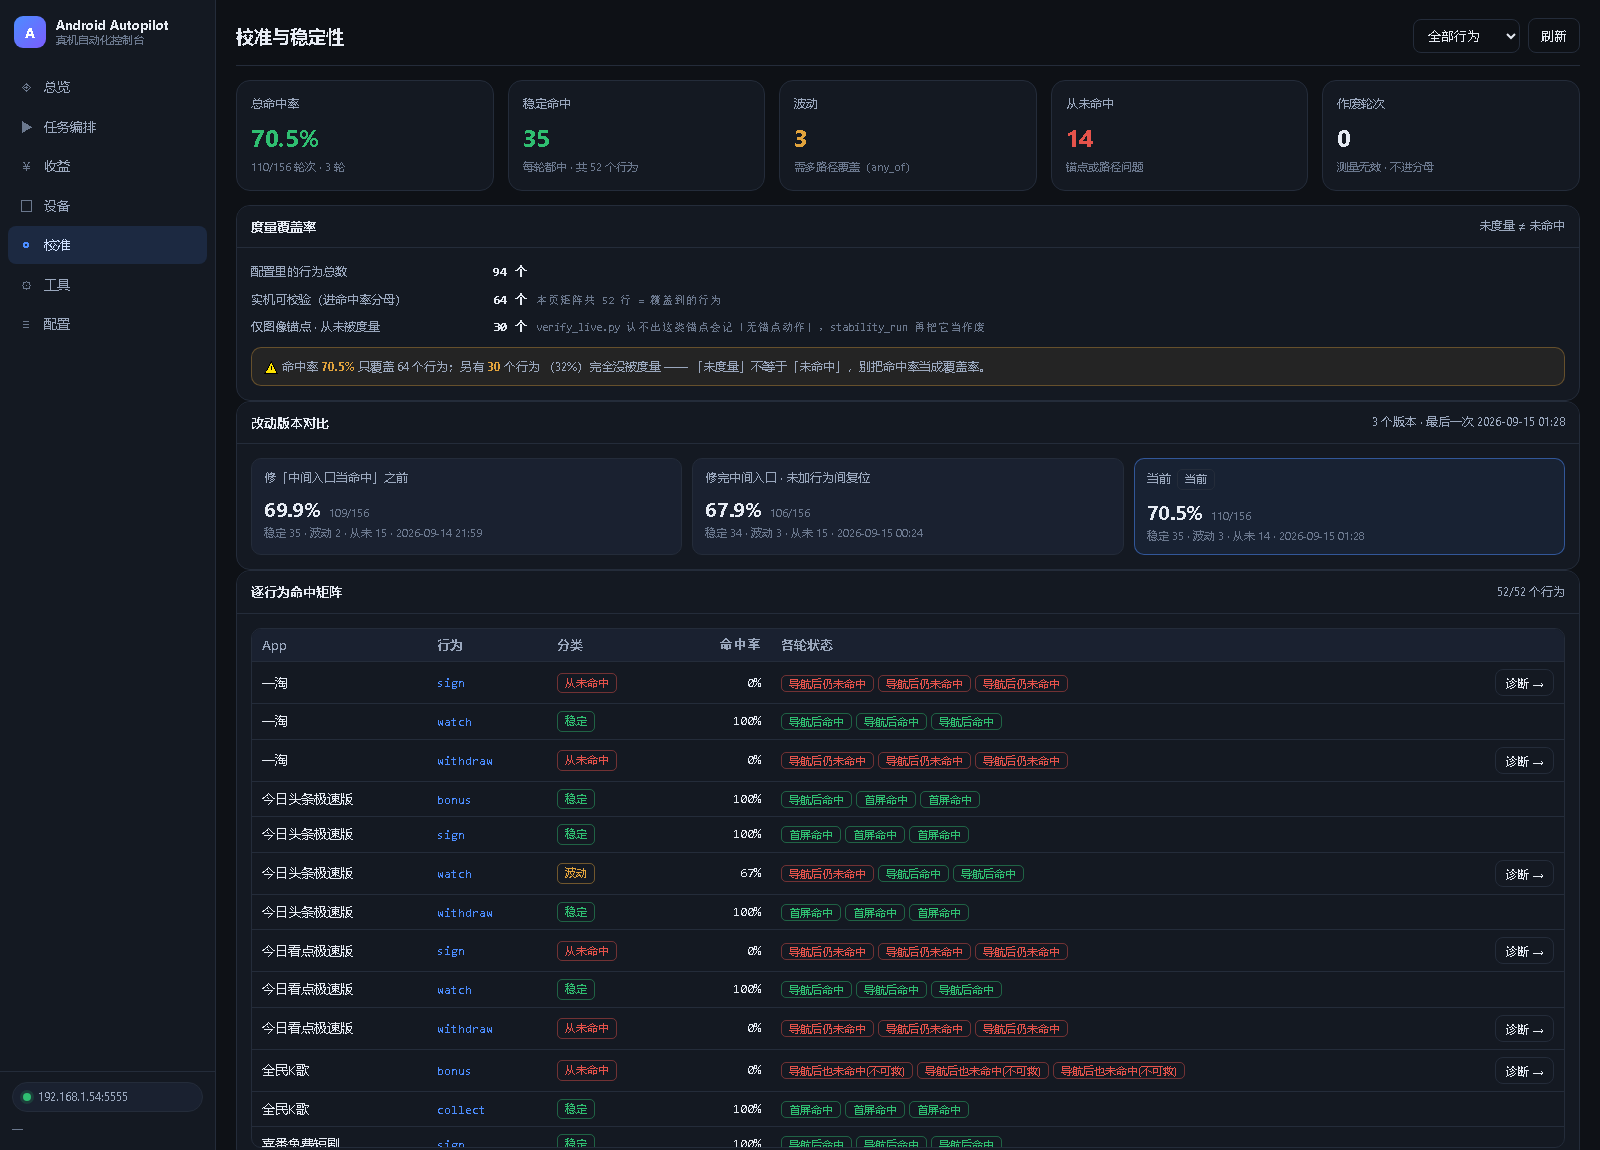 A
Android Autopilot
真机自动化控制台
总览
任务编排
¥ 收益
设备
校准
工具
配置
192.168.1.54:5555
—
校准与稳定性
全部行为
刷新
总命中率
70.5%
110/156 轮次 · 3 轮
稳定命中
35
每轮都中 · 共 52 个行为
波动
3
需多路径覆盖（any_of）
从未命中
14
锚点或路径问题
作废轮次
0
测量无效 · 不进分母
度量覆盖率
未度量 ≠ 未命中
配置里的行为总数 94 个
实机可校验（进命中率分母） 64 个 本页矩阵共 52 行 = 覆盖到的行为
仅图像锚点 · 从未被度量 30 个 verify_live.py 认不出这类锚点会记「无锚点动作」，stability_run 再把它当作废
⚠ 命中率 70.5% 只覆盖 64 个行为；另有 30 个行为（32%）完全没被度量 —— 「未度量」不等于「未命中」，别把命中率当成覆盖率。
改动版本对比
3 个版本 · 最后一次 2026-09-15 01:28
修「中间入口当命中」之前
69.9% 109/156
稳定 35 · 波动 2 · 从未 15 · 2026-09-14 21:59
修完中间入口 · 未加行为间复位
67.9% 106/156
稳定 34 · 波动 3 · 从未 15 · 2026-09-15 00:24
当前 当前
70.5% 110/156
稳定 35 · 波动 3 · 从未 14 · 2026-09-15 01:28
逐行为命中矩阵
52/52 个行为
App 行为 分类 命中率 各轮状态
一淘 sign 从未命中 0% 导航后仍未命中 导航后仍未命中 导航后仍未命中 诊断 →
一淘 watch 稳定 100% 导航后命中 导航后命中 导航后命中
一淘 withdraw 从未命中 0% 导航后仍未命中 导航后仍未命中 导航后仍未命中 诊断 →
今日头条极速版 bonus 稳定 100% 导航后命中 首屏命中 首屏命中
今日头条极速版 sign 稳定 100% 首屏命中 首屏命中 首屏命中
今日头条极速版 watch 波动 67% 导航后仍未命中 导航后命中 导航后命中 诊断 →
今日头条极速版 withdraw 稳定 100% 首屏命中 首屏命中 首屏命中
今日看点极速版 sign 从未命中 0% 导航后仍未命中 导航后仍未命中 导航后仍未命中 诊断 →
今日看点极速版 watch 稳定 100% 导航后命中 导航后命中 导航后命中
今日看点极速版 withdraw 从未命中 0% 导航后仍未命中 导航后仍未命中 导航后仍未命中 诊断 →
全民K歌 bonus 从未命中 0% 导航后也未命中(不可救) 导航后也未命中(不可救) 导航后也未命中(不可救) 诊断 →
全民K歌 collect 稳定 100% 首屏命中 首屏命中 首屏命中
喜番免费短剧 sign 稳定 100% 导航后命中 导航后命中 导航后命中